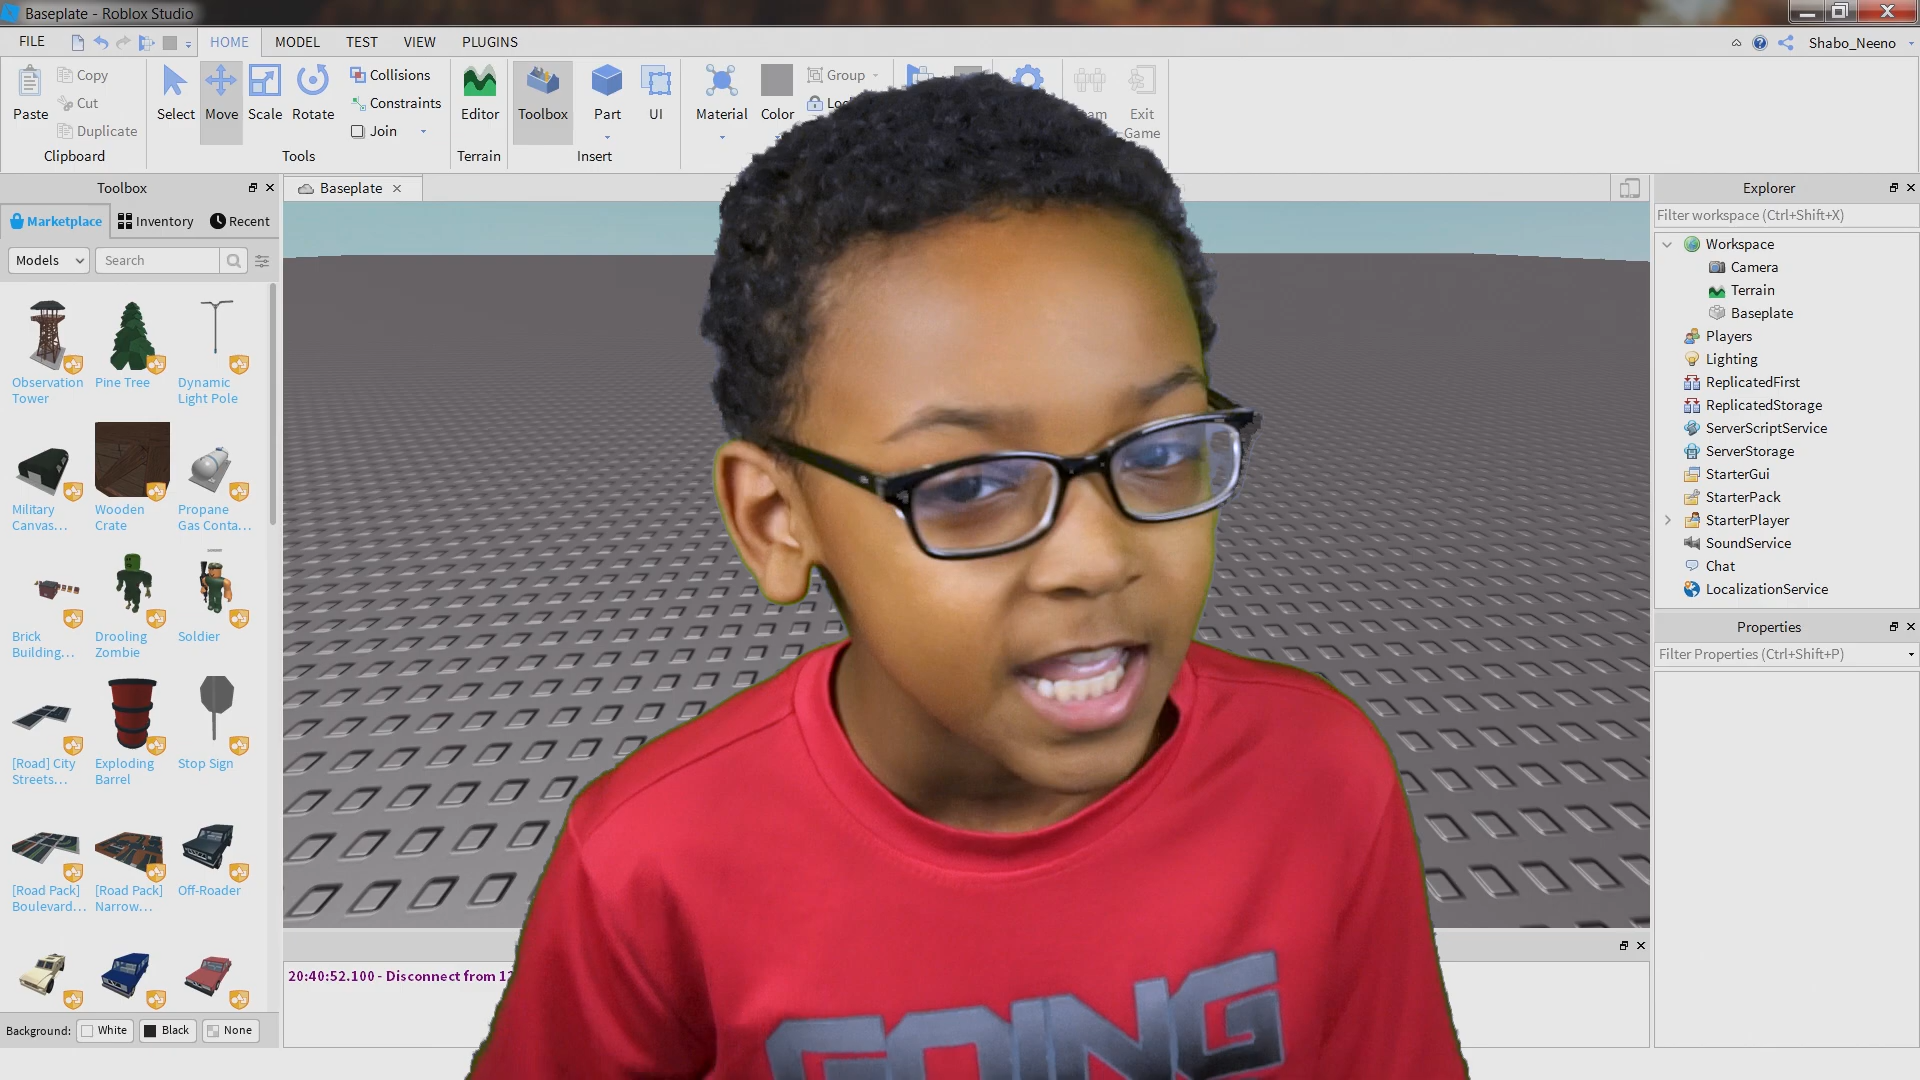 Baseplate - Roblox Studio
FILE
HOME
MODEL
TEST
VIEW
PLUGINS
Shabo_Neeno
Paste
Copy
Cut
Duplicate
Clipboard
Select
Move
Scale
Rotate
Collisions
Constraints
Join
Tools
Editor
Terrain
Toolbox
Part
UI
Insert
Material
Color
Group
Exit
Game
Toolbox
Marketplace
Inventory
Recent
Models
Search
Observation
Tower
Pine Tree
Dynamic
Light Pole
Military
Canvas...
Wooden
Crate
Propane
Gas Conta...
Brick
Building...
Drooling
Zombie
Soldier
[Road] City
Streets...
Exploding
Barrel
Stop Sign
[Road Pack]
Boulevard...
[Road Pack]
Narrow...
Off-Roader
Background:
White
Black
None
Baseplate
20:40:52.100 - Disconnect from
GOING
Explorer
Filter workspace (Ctrl+Shift+X)
Workspace
Camera
Terrain
Baseplate
Players
Lighting
ReplicatedFirst
ReplicatedStorage
ServerScriptService
ServerStorage
StarterGui
StarterPack
StarterPlayer
SoundService
Chat
LocalizationService
Properties
Filter Properties (Ctrl+Shift+P)